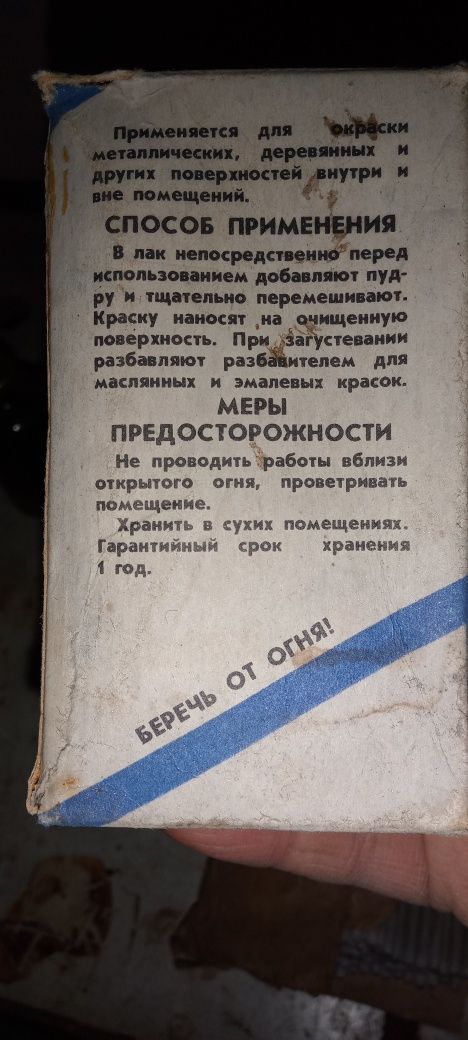 Применяется для окраски
металлических, деревянных и
других поверхностей внутри и
вне помещений.
СПОСОБ ПРИМЕНЕНИЯ
В лак непосредственно перед
использованием добавляют пуд-
ру и тщательно перемешивают.
Краску наносят на очищенную
поверхность. При загустевании
разбавляют разбавителем для
маслянных и эмалевых красок.
МЕРЫ
ПРЕДОСТОРОЖНОСТИ
Не проводить работы вблизи
открытого огня, проветривать
помещение.
Хранить в сухих помещениях.
Гарантийный срок хранения
1 год.
БЕРЕЧЬ ОТ ОГНЯ!